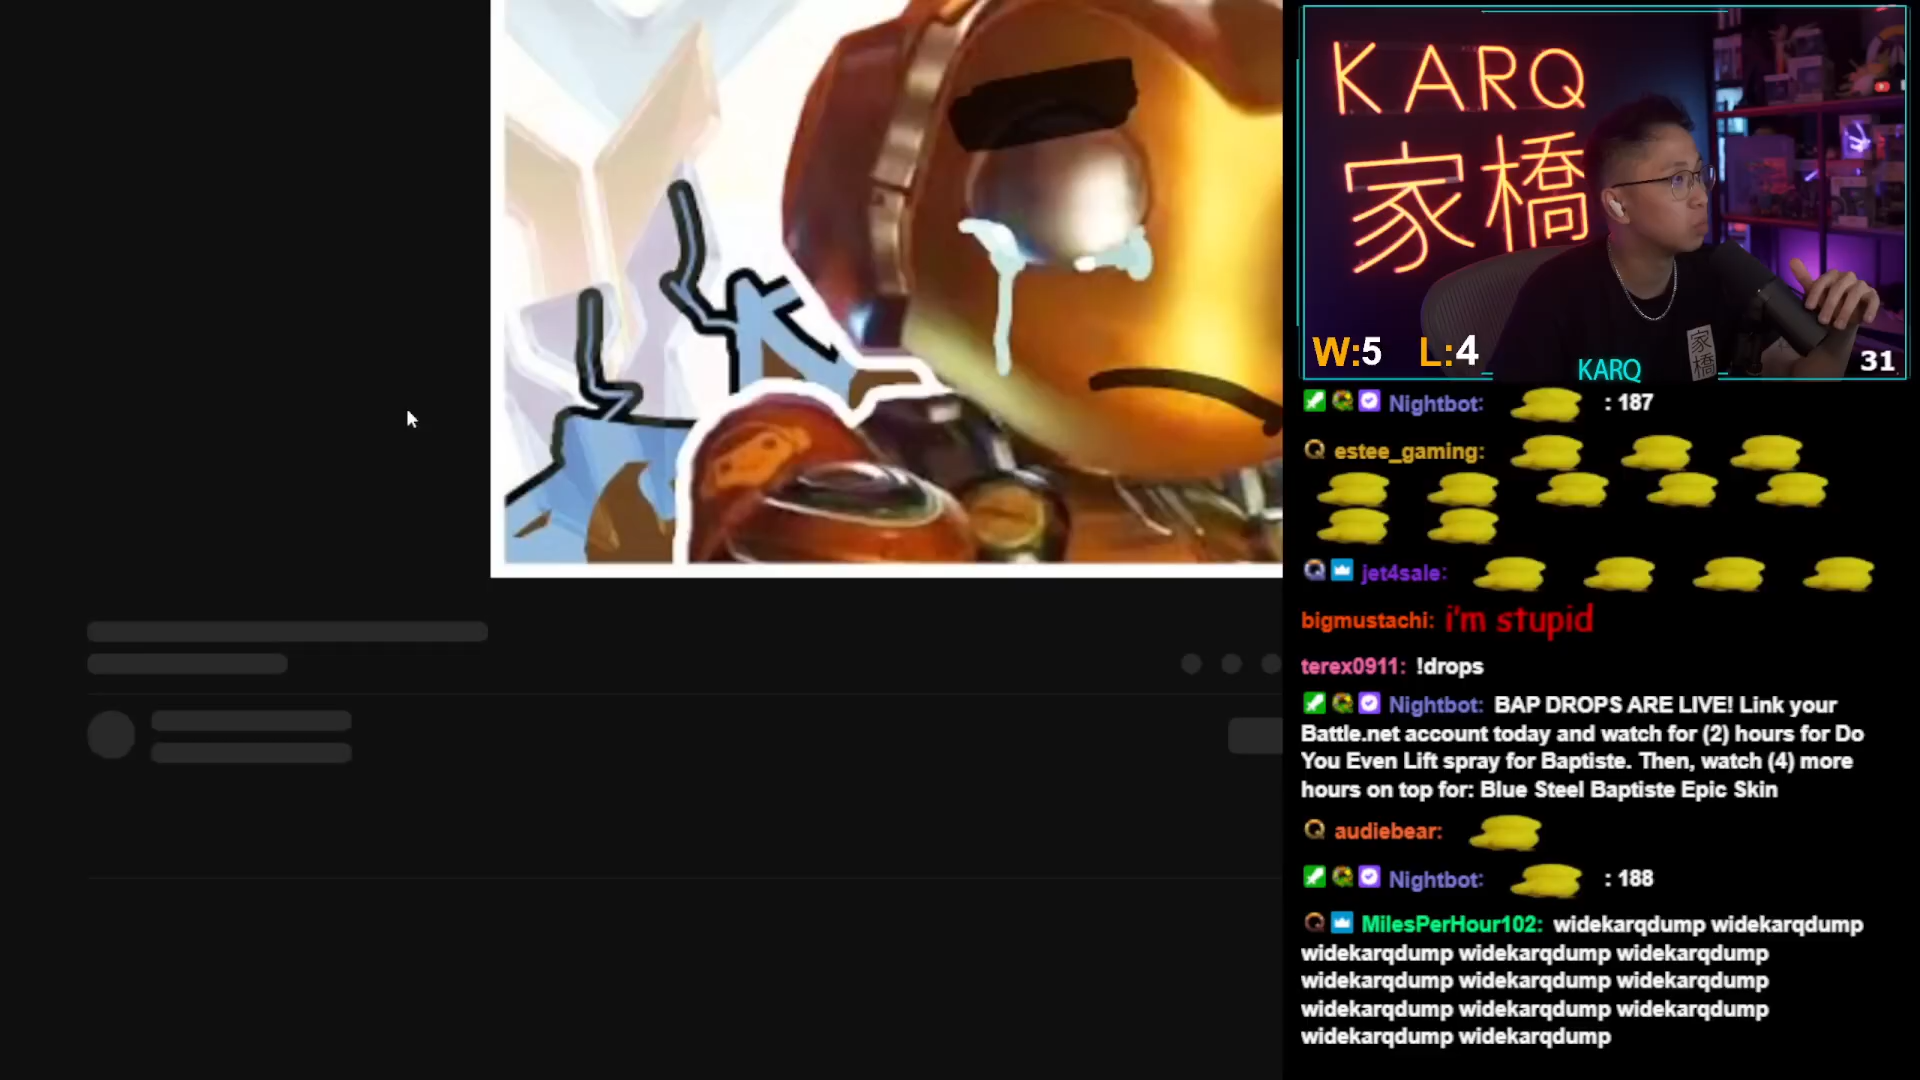 KARQ
家橋
家
橋
W:5 L:4
KARQ
31
Nightbot: : 187
estee_gaming:
jet4sale:
bigmustachi: i'm stupid
terex0911: !drops
Nightbot: BAP DROPS ARE LIVE! Link your
Battle.net account today and watch for (2) hours for Do
You Even Lift spray for Baptiste. Then, watch (4) more
hours on top for: Blue Steel Baptiste Epic Skin
audiebear:
Nightbot: : 188
MilesPerHour102: widekarqdump widekarqdump
widekarqdump widekarqdump widekarqdump
widekarqdump widekarqdump widekarqdump
widekarqdump widekarqdump widekarqdump
widekarqdump widekarqdump